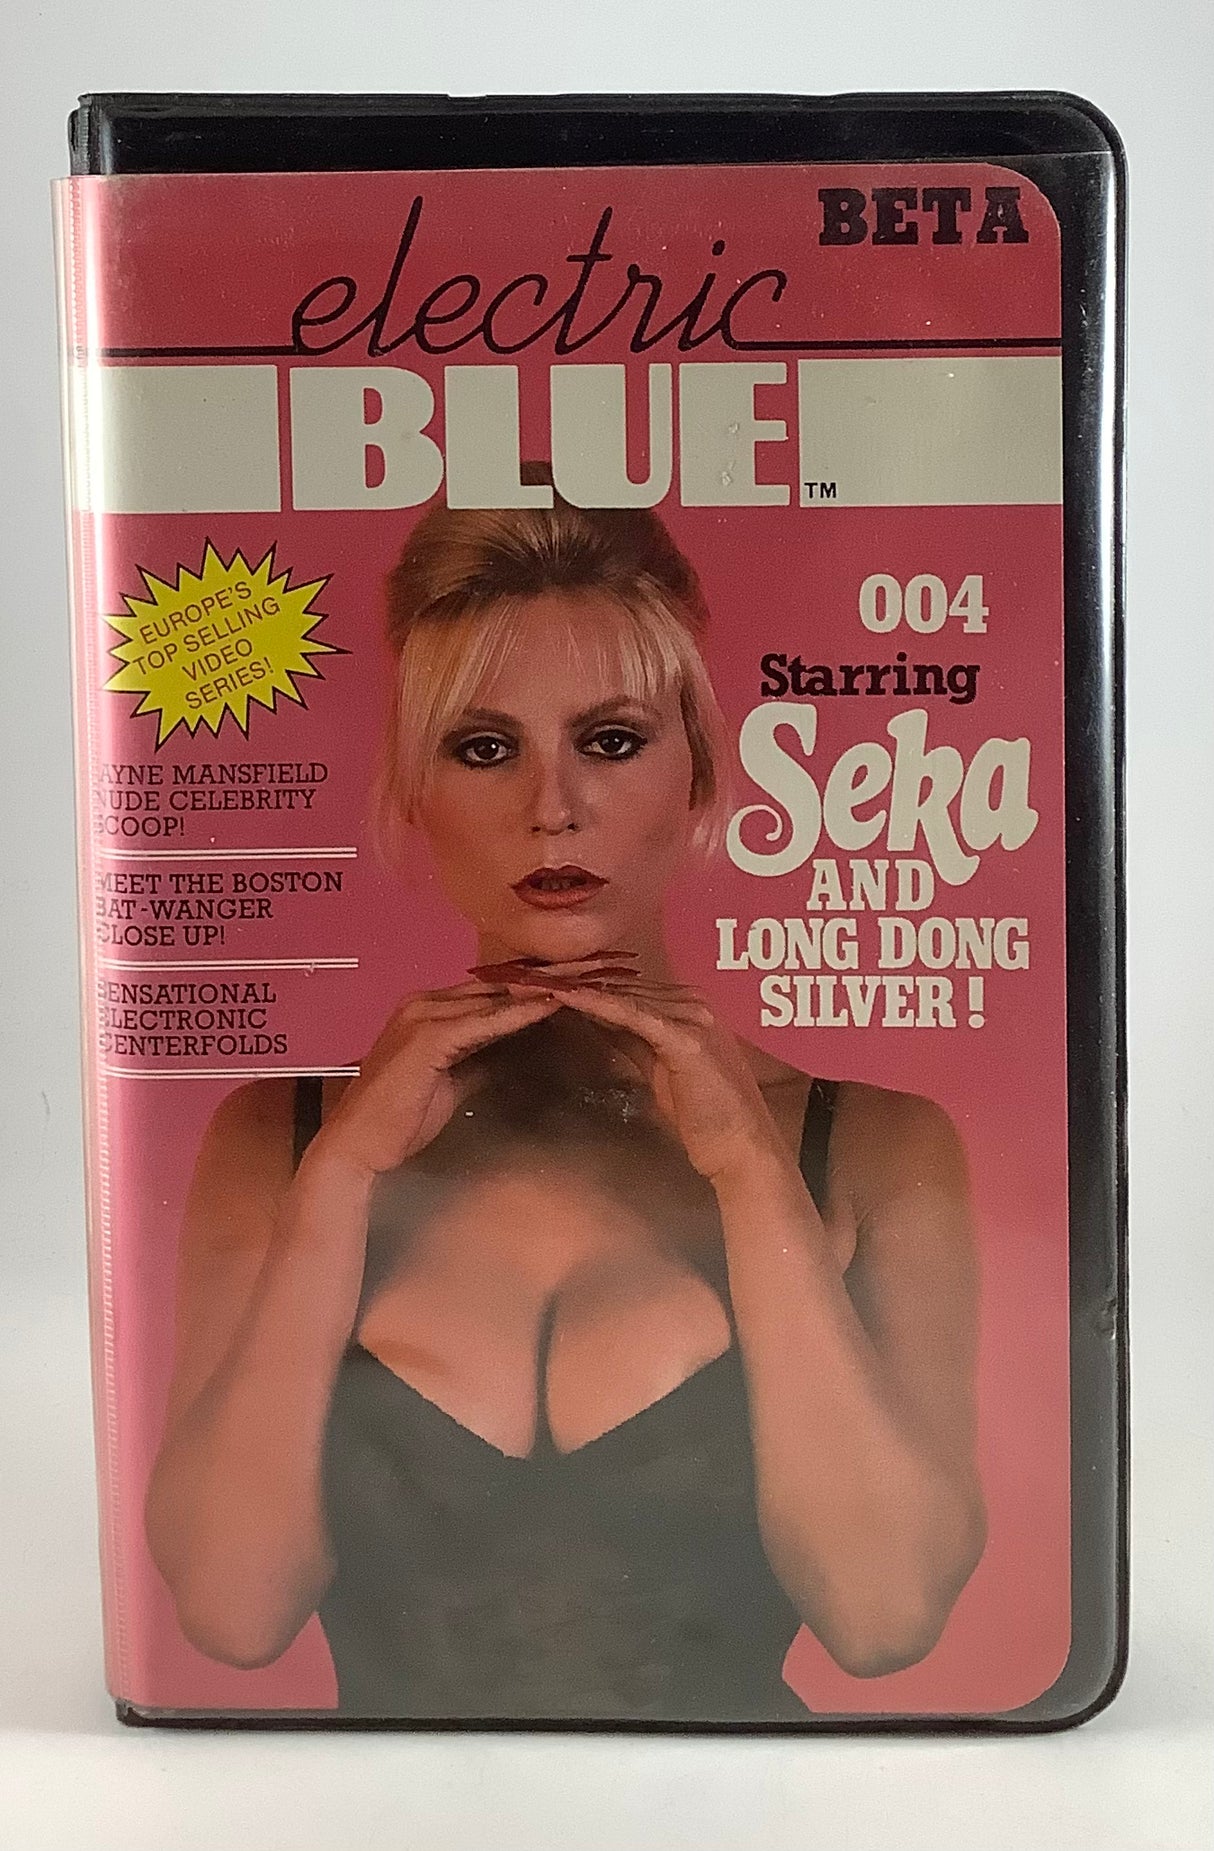 BETA
electric
BLUE
TM
EUROPE'S
TOP SELLING
VIDEO
SERIES!
004
Starring
Seka
AND
LONG DONG
SILVER!
AYNE MANSFIELD
NUDE CELEBRITY
SCOOP!
MEET THE BOSTON
BAT-WANGER
CLOSE UP!
SENSATIONAL
ELECTRONIC
CENTERFOLDS